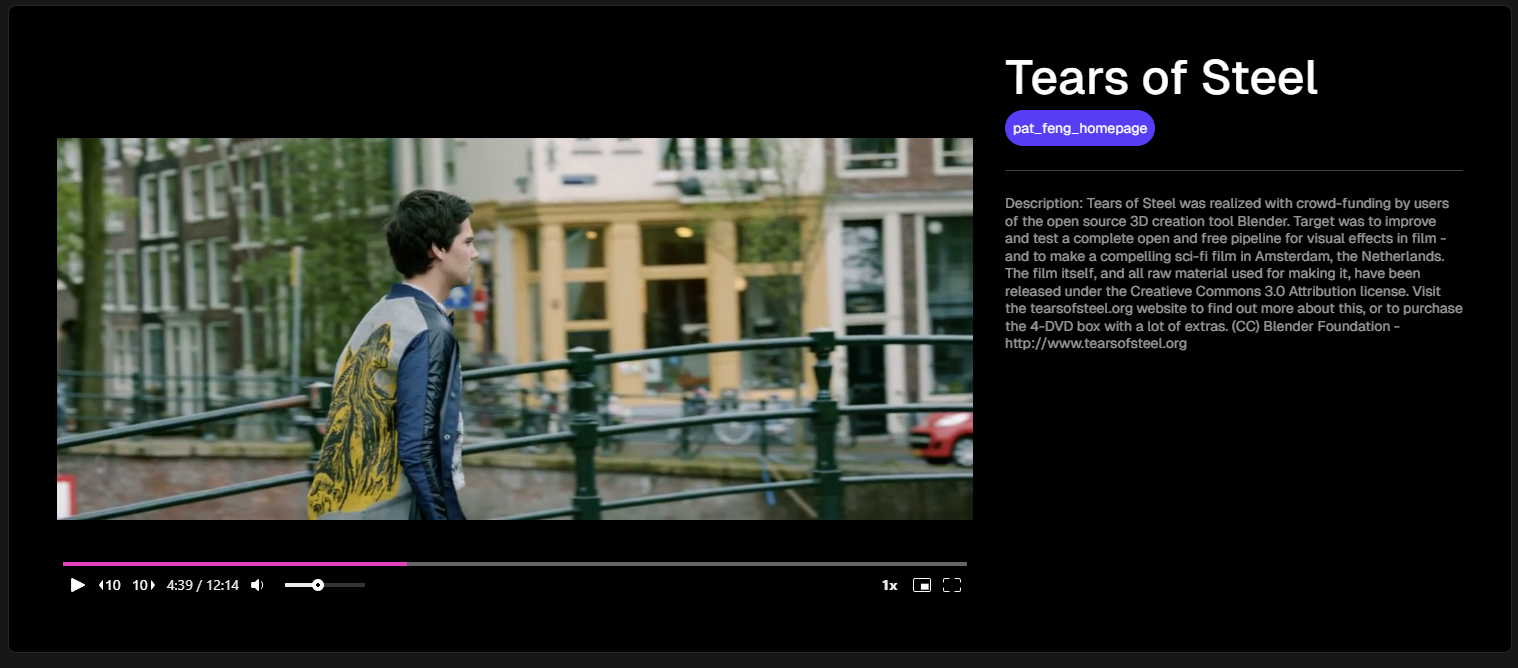 Tears of Steel
pat_feng_homepage
Description: Tears of Steel was realized with crowd-funding by users
of the open source 3D creation tool Blender. Target was to improve
and test a complete open and free pipeline for visual effects in film -
and to make a compelling sci-fi film in Amsterdam, the Netherlands.
The film itself, and all raw material used for making it, have been
released under the Creatieve Commons 3.0 Attribution license. Visit
the tearsofsteel.org website to find out more about this, or to purchase
the 4-DVD box with a lot of extras. (CC) Blender Foundation -
http://www.tearsofsteel.org
10 10 4:39 / 12:14 1x